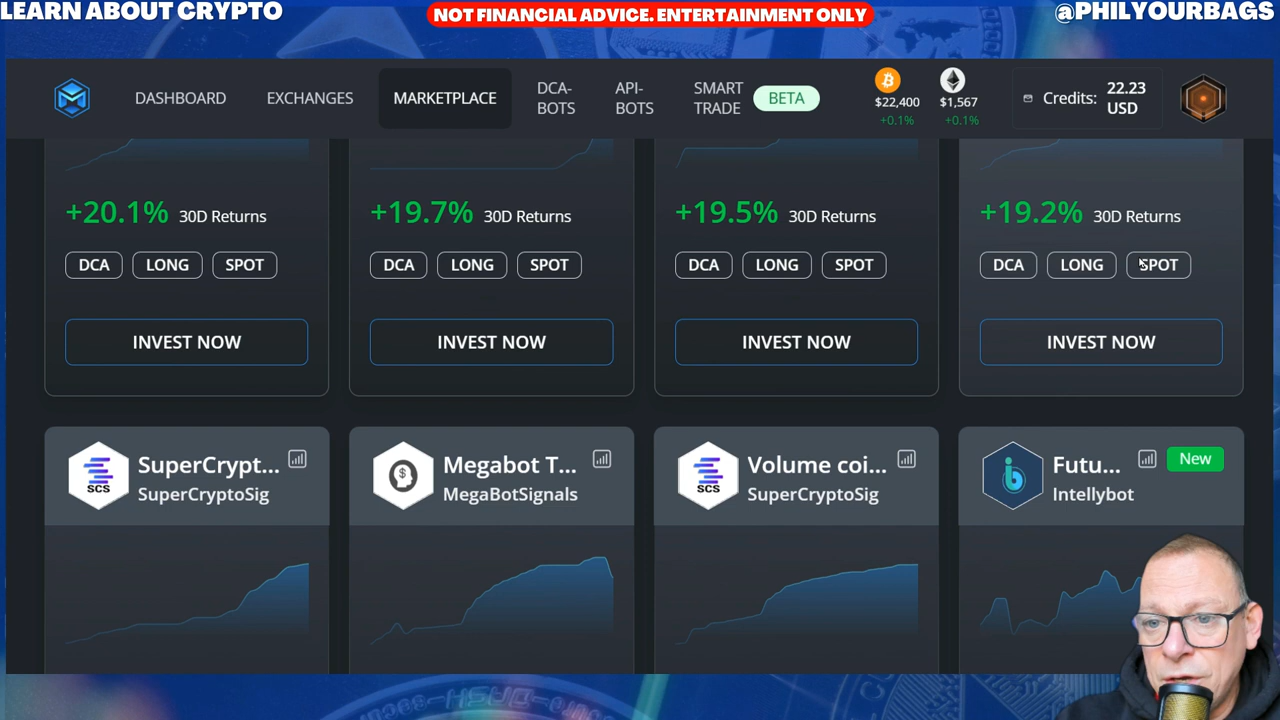 LEARN ABOUT CRYPTO
NOT FINANCIAL ADVICE. ENTERTAINMENT ONLY
@PHILYOURBAGS
DASHBOARD
EXCHANGES
MARKETPLACE
DCA-
BOTS
API-
BOTS
SMART
TRADE
BETA
$22,400
+0.1%
$1,567
+0.1%
Credits:
22.23
USD
+20.1% 30D Returns
DCA LONG SPOT
INVEST NOW
+19.7% 30D Returns
DCA LONG SPOT
INVEST NOW
+19.5% 30D Returns
DCA LONG SPOT
INVEST NOW
+19.2% 30D Returns
DCA LONG SPOT
INVEST NOW
SCS
SuperCrypt...
SuperCryptoSig
Megabot T...
MegaBotSignals
SCS
Volume coi...
SuperCryptoSig
Futu...
New
Intellybot